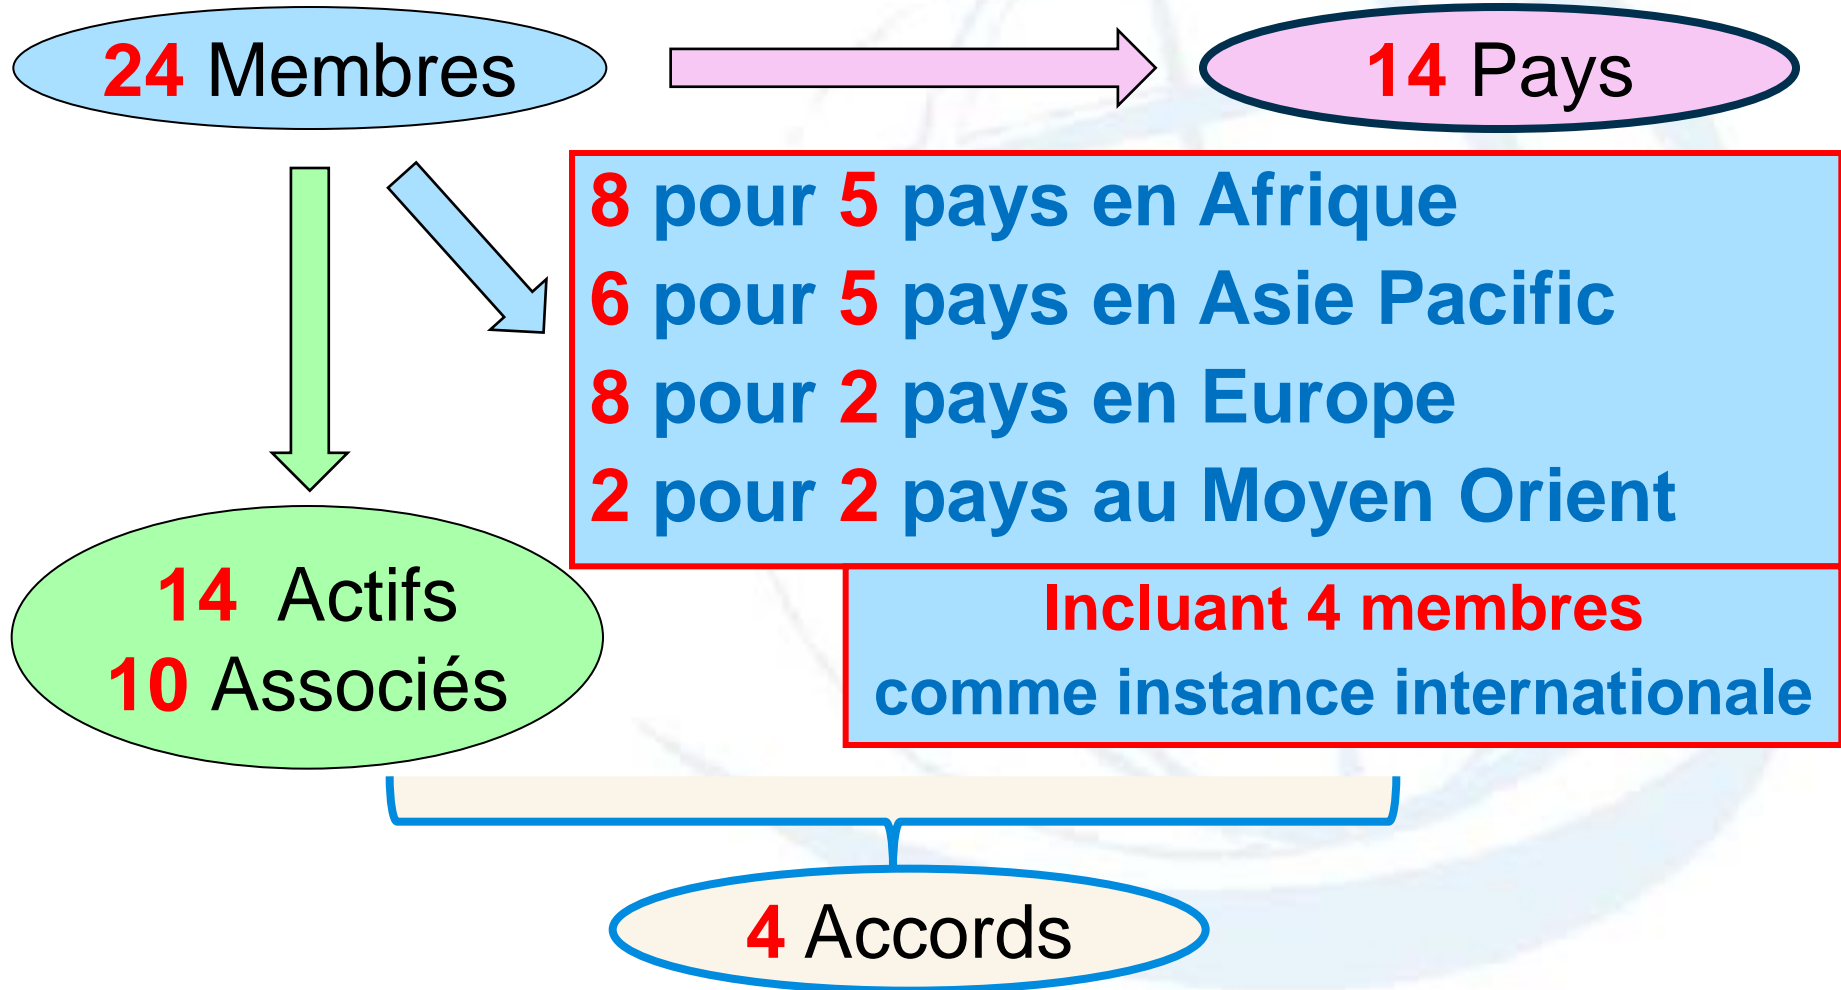 24 Membres
14 Pays
8 pour 5 pays en Afrique
6 pour 5 pays en Asie Pacific
8 pour 2 pays en Europe
2 pour 2 pays au Moyen Orient
14 Actifs
10 Associés
Incluant 4 membres
comme instance internationale
4 Accords